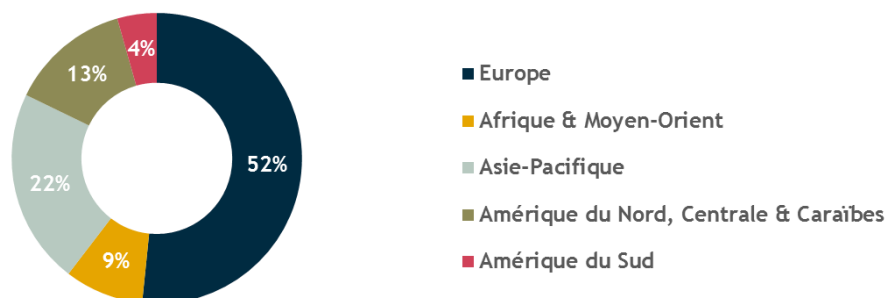 4%
13%
52%
22%
9%
Europe
Afrique & Moyen-Orient
Asie-Pacifique
Amérique du Nord, Centrale & Caraïbes
Amérique du Sud